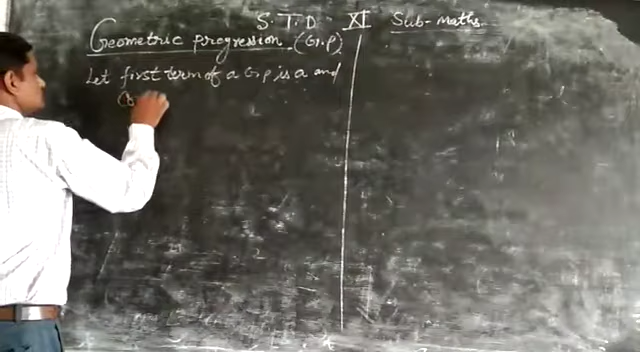 S.T.D XI Sub-maths
Geometric progression (G.P)
Let first term of a G.P is a and